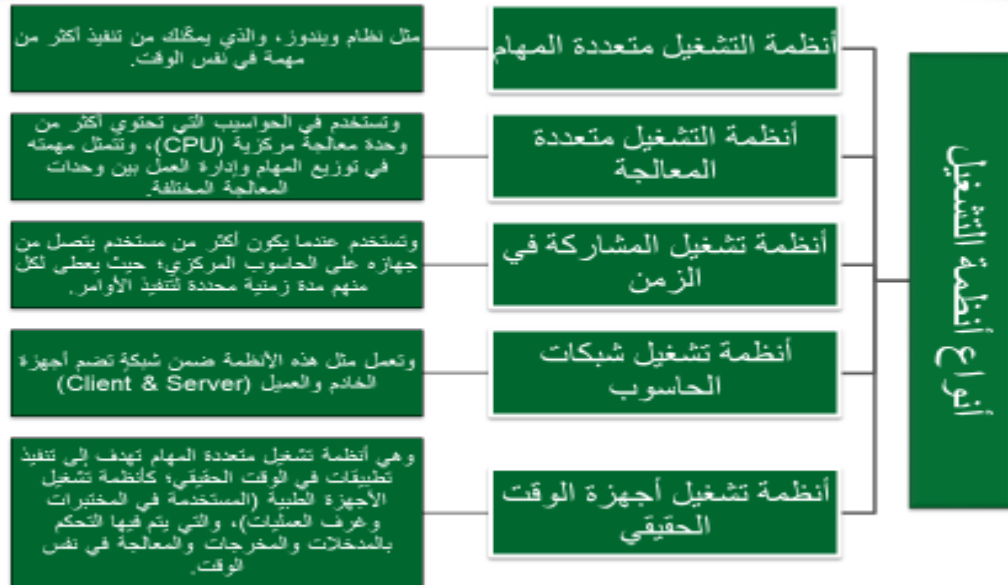 أنواع أنظمة التشغيل
أنظمة التشغيل متعددة المهام
مثل نظام ويندوز، والذي يمكّنك من تنفيذ أكثر من
مهمة في نفس الوقت.
أنظمة التشغيل متعددة
المعالجة
وتستخدم في الحواسيب التي تحتوي أكثر من
وحدة معالجة مركزية (CPU)، وتتمثل مهمته
في توزيع المهام وإدارة العمل بين وحدات
المعالجة المختلفة.
أنظمة تشغيل المشاركة في
الزمن
وتستخدم عندما يكون أكثر من مستخدم يتصل من
جهازه على الحاسوب المركزي؛ حيث يعطى لكل
منهم مدة زمنية محددة لتنفيذ الأوامر.
أنظمة تشغيل شبكات
الحاسوب
وتعمل مثل هذه الأنظمة ضمن شبكةٍ تضم أجهزة
الخادم والعميل (Client & Server)
أنظمة تشغيل أجهزة الوقت
الحقيقي
وهي أنظمة تشغيل متعددة المهام تهدف إلى تنفيذ
تطبيقات في الوقت الحقيقي؛ كأنظمة تشغيل
الأجهزة الطبية (المستخدمة في المختبرات
وغرف العمليات)، والتي يتم فيها التحكم
بالمدخلات والمخرجات والمعالجة في نفس
الوقت.